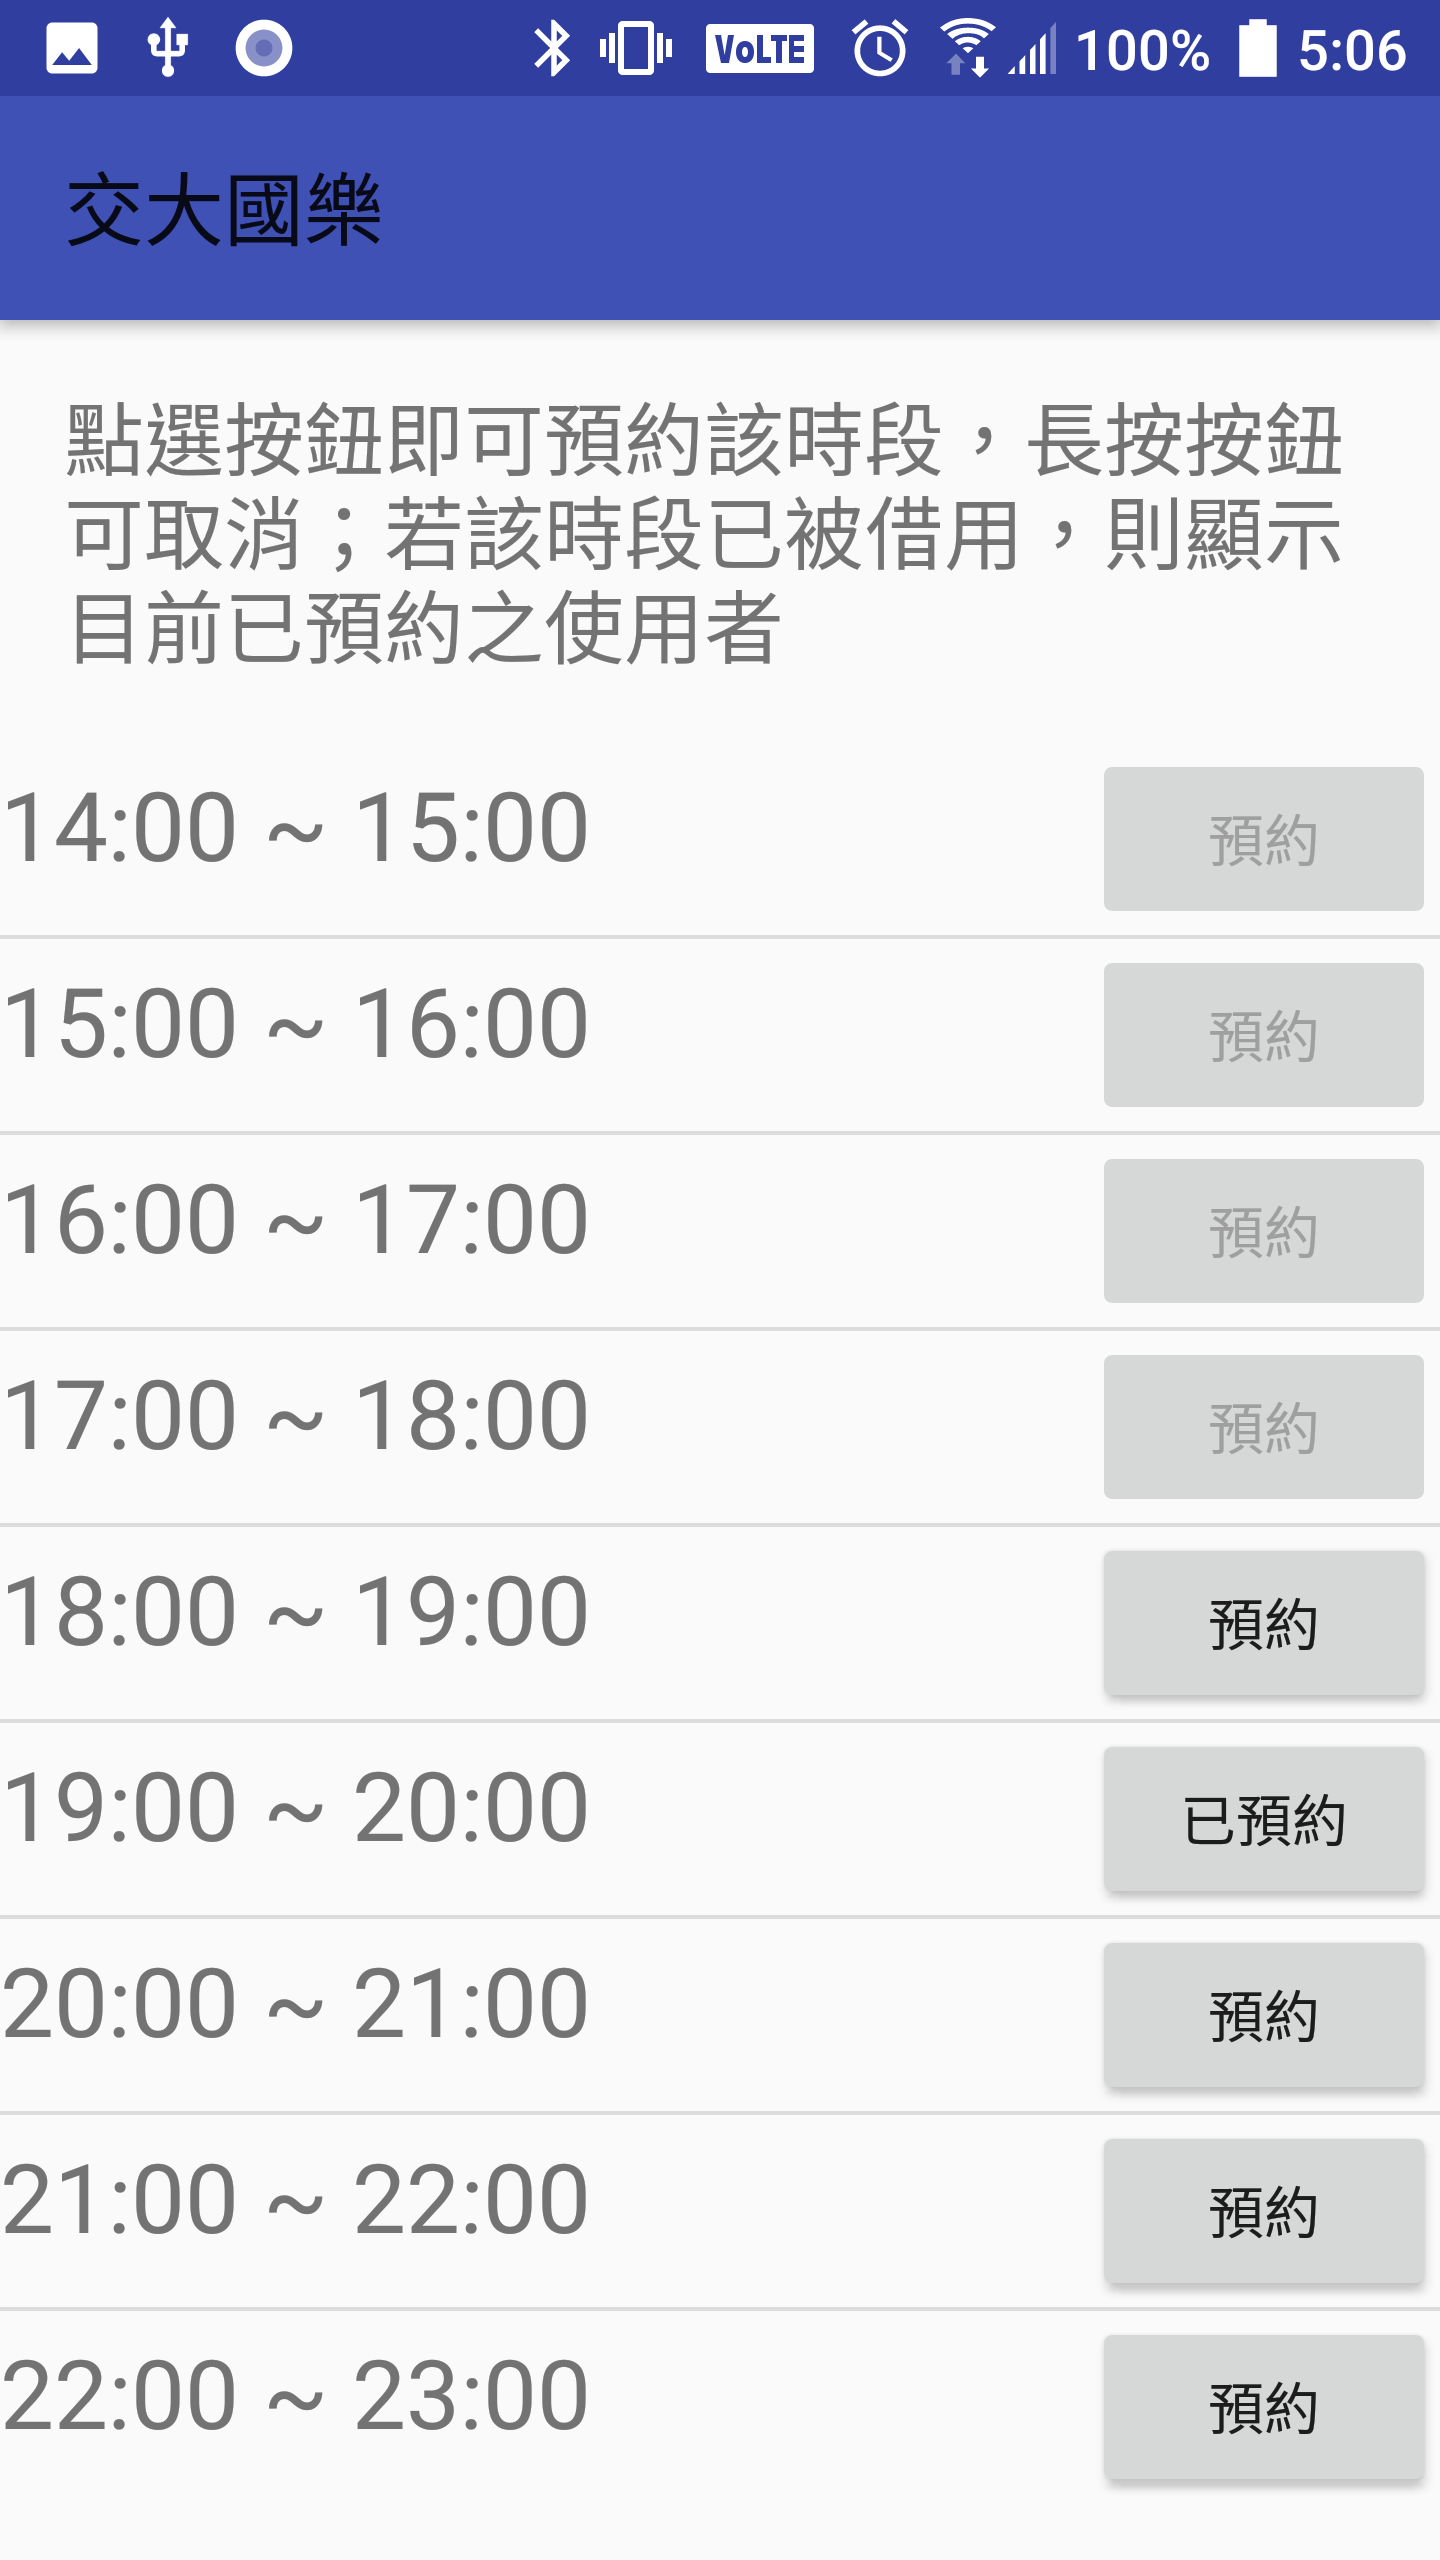 VoLTE 100% 5:06
交大國樂
點選按鈕即可預約該時段，長按按鈕
可取消；若該時段已被借用，則顯示
目前已預約之使用者
14:00 ~ 15:00 預約
15:00 ~ 16:00 預約
16:00 ~ 17:00 預約
17:00 ~ 18:00 預約
18:00 ~ 19:00 預約
19:00 ~ 20:00 已預約
20:00 ~ 21:00 預約
21:00 ~ 22:00 預約
22:00 ~ 23:00 預約